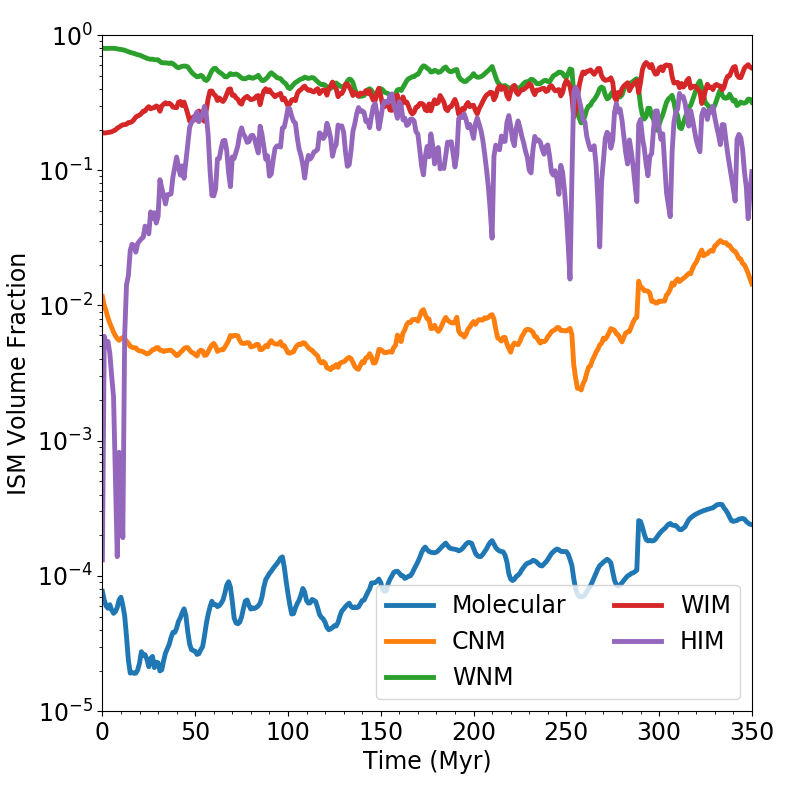 10^0
10^-1
10^-2
10^-3
10^-4
10^-5
ISM Volume Fraction
Molecular
CNM
WNM
WIM
HIM
0 50 100 150 200 250 300 350
Time (Myr)